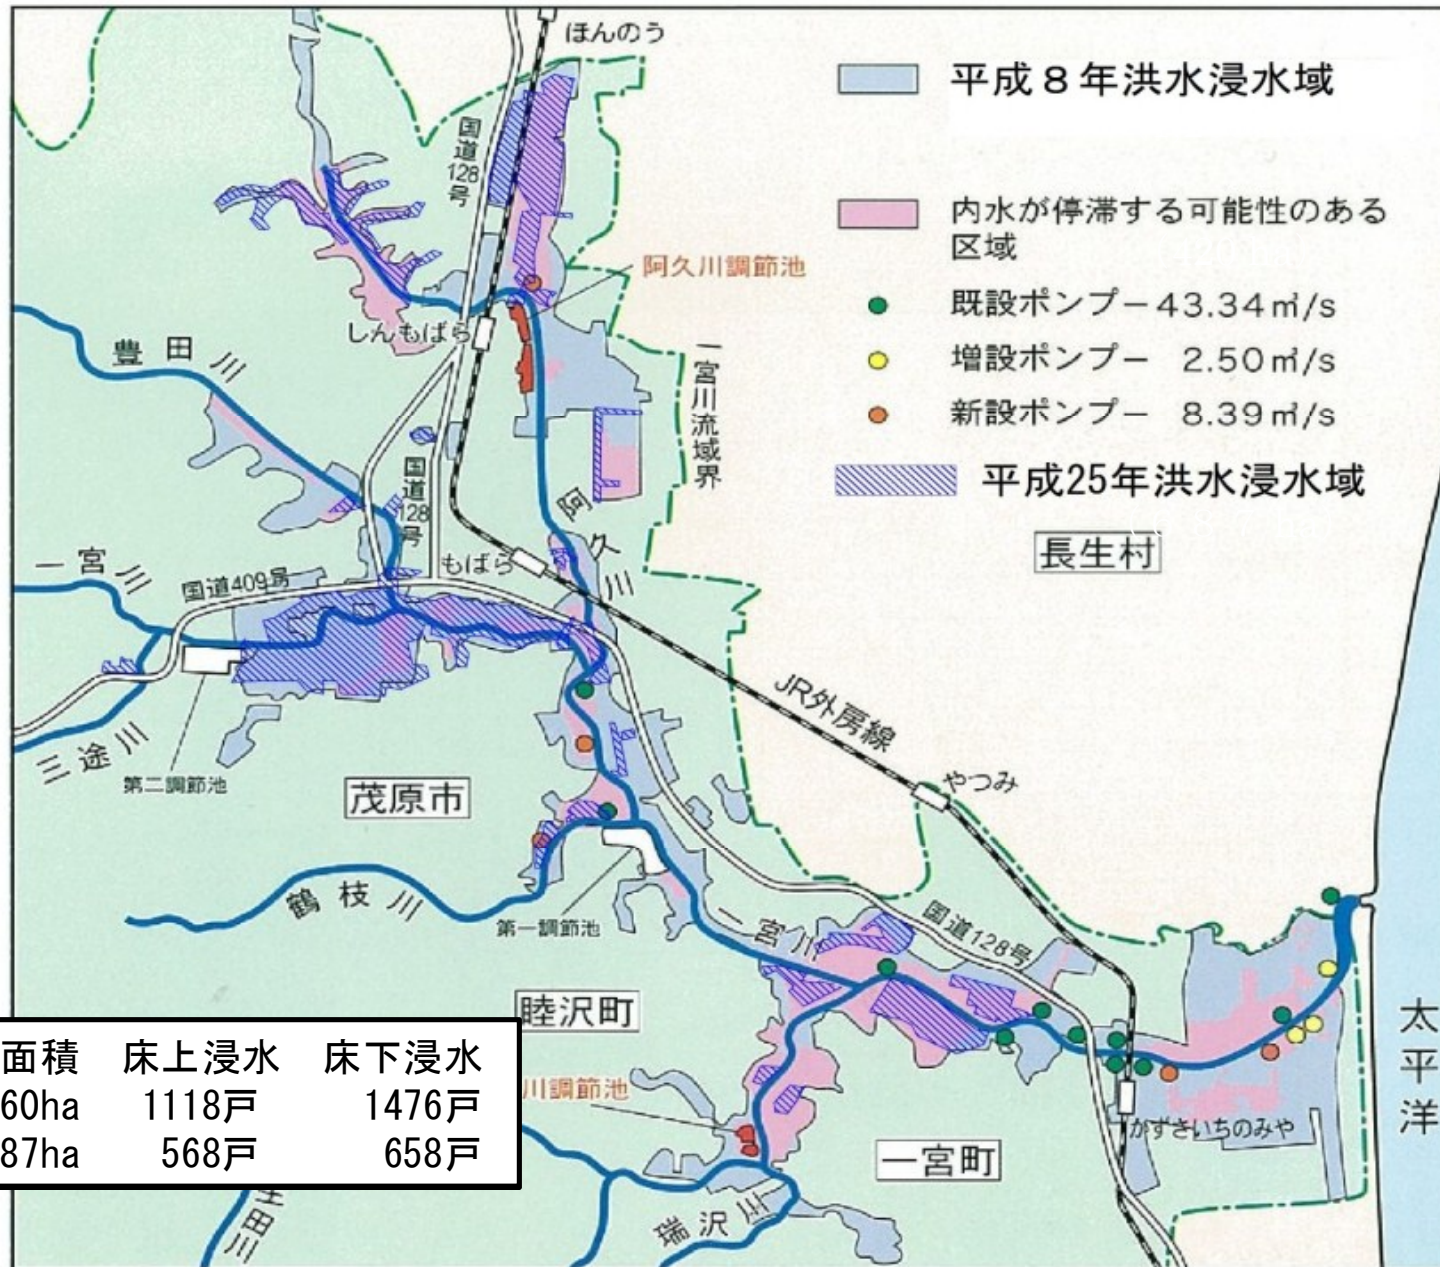 ほんのう
平成８年洪水浸水域
国道128号
内水が停滞する可能性のある
区域
阿久川調節池
既設ポンプー43.34㎥/s
しんもばら
豊田川
一宮川流域界
増設ポンプー 2.50㎥/s
新設ポンプー 8.39㎥/s
国道128号
平成25年洪水浸水域
阿久川
長生村
一宮川
国道409号
もばら
JR外房線
三途川
第二調節池
茂原市
やつみ
鶴枝川
第一調節池
一宮川
国道128号
睦沢町
太平洋
面積 床上浸水 床下浸水
60ha 1118戸 1476戸
87ha 568戸 658戸
川調節池
かずさいちのみや
一宮町
瑞沢川
生田川